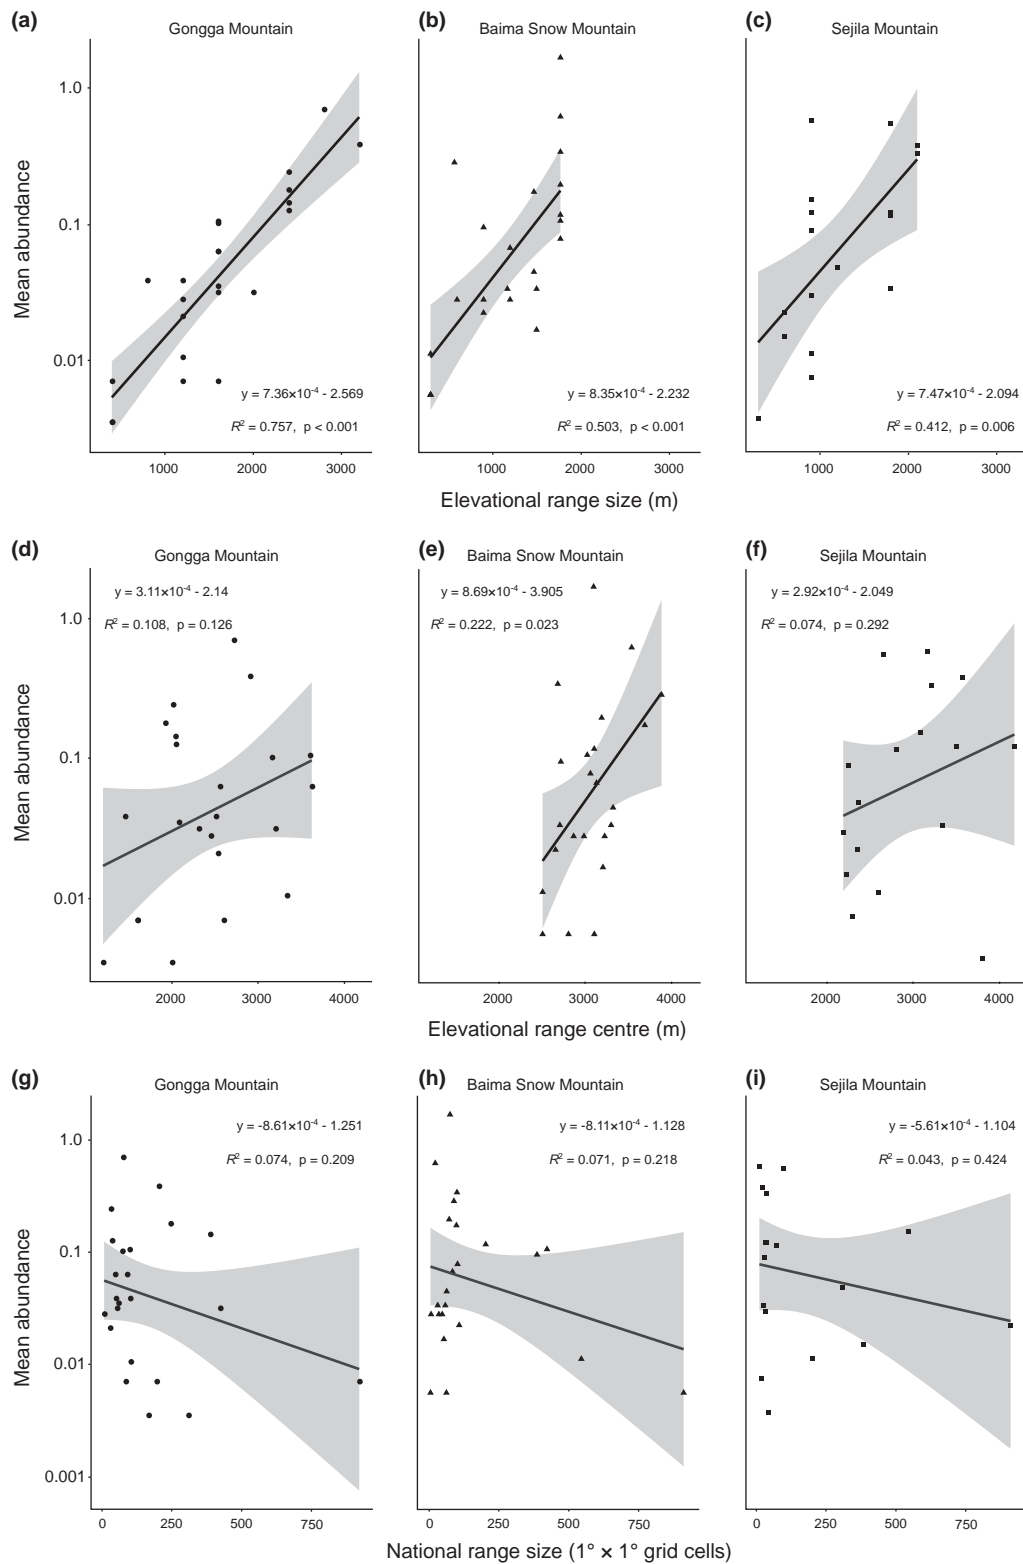 (a)
Gongga Mountain
(b)
Baima Snow Mountain
(c)
Sejila Mountain
Mean abundance
1.0
0.1
0.01
y = 7.36×10⁻⁴ - 2.569
R² = 0.757, p < 0.001
y = 8.35×10⁻⁴ - 2.232
R² = 0.503, p < 0.001
y = 7.47×10⁻⁴ - 2.094
R² = 0.412, p = 0.006
1000 2000 3000
1000 2000 3000
1000 2000 3000
Elevational range size (m)
(d)
Gongga Mountain
(e)
Baima Snow Mountain
(f)
Sejila Mountain
y = 3.11×10⁻⁴ - 2.14
R² = 0.108, p = 0.126
y = 8.69×10⁻⁴ - 3.905
R² = 0.222, p = 0.023
y = 2.92×10⁻⁴ - 2.049
R² = 0.074, p = 0.292
Mean abundance
1.0
0.1
0.01
2000 3000 4000
2000 3000 4000
2000 3000 4000
Elevational range centre (m)
(g)
Gongga Mountain
(h)
Baima Snow Mountain
(i)
Sejila Mountain
y = -8.61×10⁻⁴ - 1.251
R² = 0.074, p = 0.209
y = -8.11×10⁻⁴ - 1.128
R² = 0.071, p = 0.218
y = -5.61×10⁻⁴ - 1.104
R² = 0.043, p = 0.424
Mean abundance
1.0
0.1
0.01
0.001
0 250 500 750
0 250 500 750
0 250 500 750
National range size (1° × 1° grid cells)